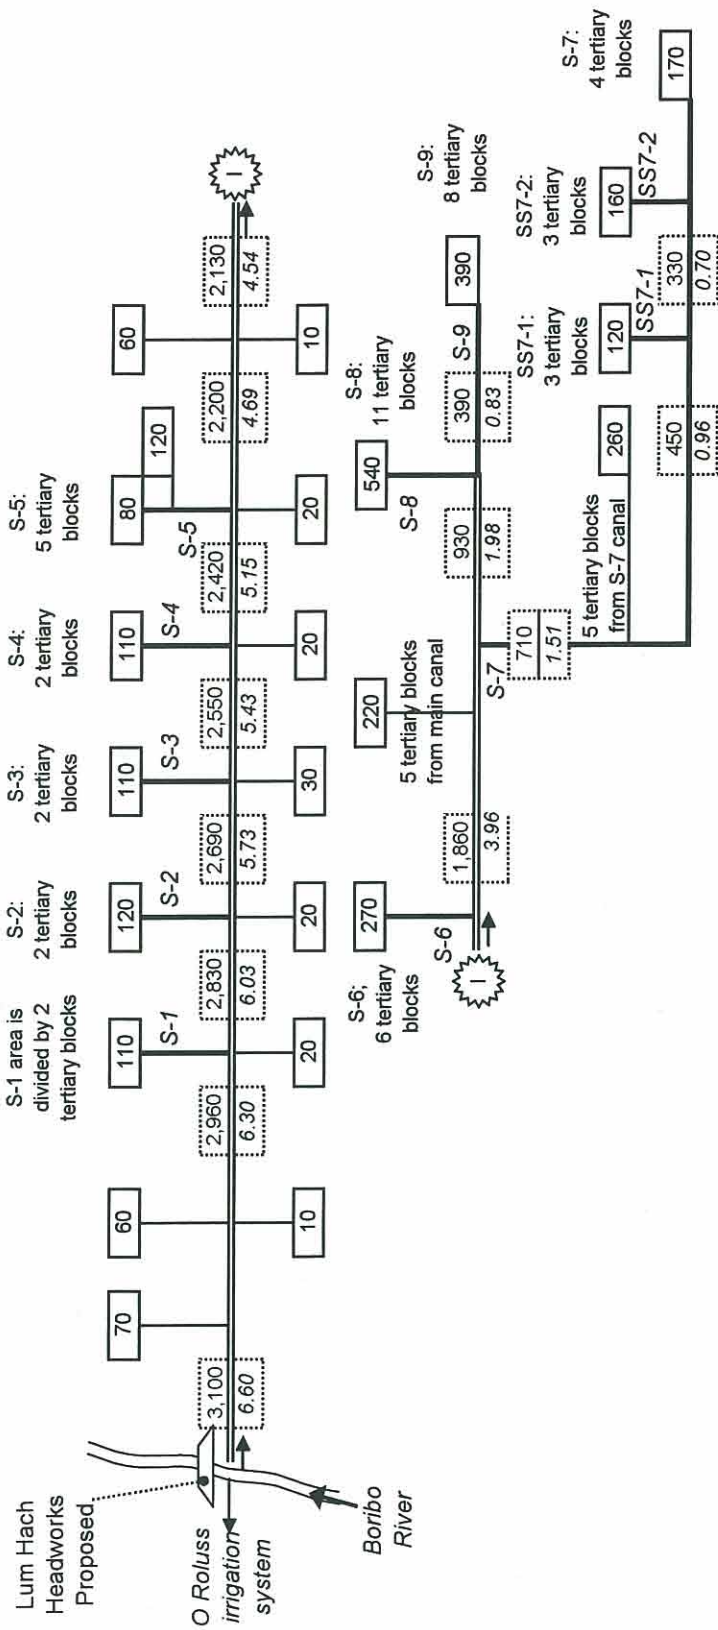 Lum Hach
Headworks
Proposed
O Roluss
irrigation
system
Boribo
River
3,100
6.60
70
60
10
2,960
6.30
S-1 area is
divided by 2
tertiary blocks
110
S-1
20
2,830
6.03
S-2:
2 tertiary
blocks
120
S-2
20
2,690
5.73
S-3:
2 tertiary
blocks
110
S-3
30
2,550
5.43
S-4:
2 tertiary
blocks
110
S-4
20
2,420
5.15
S-5:
5 tertiary
blocks
80
120
S-5
20
2,200
4.69
60
10
2,130
4.54
I
I
S-6;
6 tertiary
blocks
270
S-6
1,860
3.96
220
5 tertiary blocks
from main canal
S-7
710
1.51
930
1.98
S-8:
11 tertiary
blocks
540
S-8
390
0.83
S-9:
8 tertiary
blocks
390
S-9
5 tertiary blocks
from S-7 canal
260
450
0.96
SS7-1:
3 tertiary
blocks
120
SS7-1
330
0.70
SS7-2:
3 tertiary
blocks
160
SS7-2
S-7:
4 tertiary
blocks
170